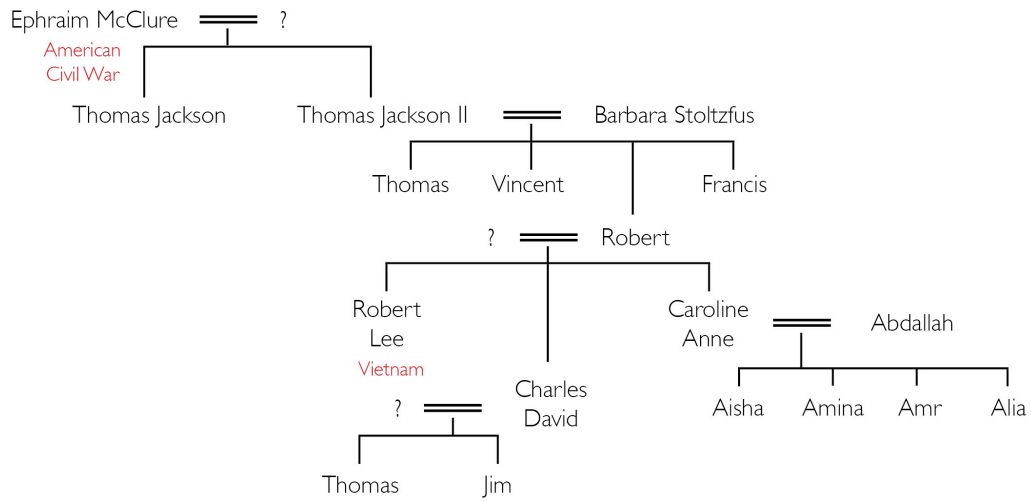 Ephraim McClure ?
American
Civil War
Thomas Jackson Thomas Jackson II Barbara Stoltzfus
Thomas Vincent Francis
? Robert
Robert
Lee
Caroline
Anne
Abdallah
Vietnam
?
Charles
David
Aisha Amina Amr Alia
Thomas Jim